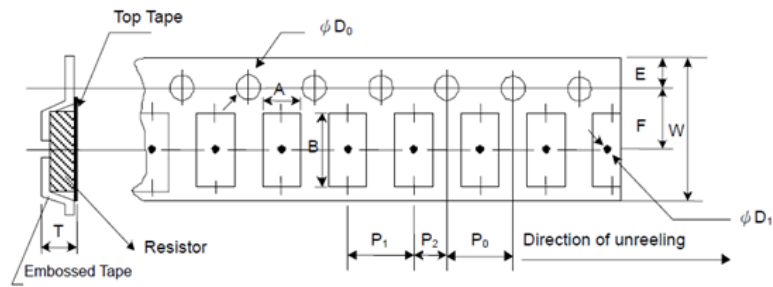 Top Tape
ϕ D₀
E
A
F
W
B
ϕ D₁
T
Resistor
P₁
P₂
P₀
Direction of unreeling
Embossed Tape